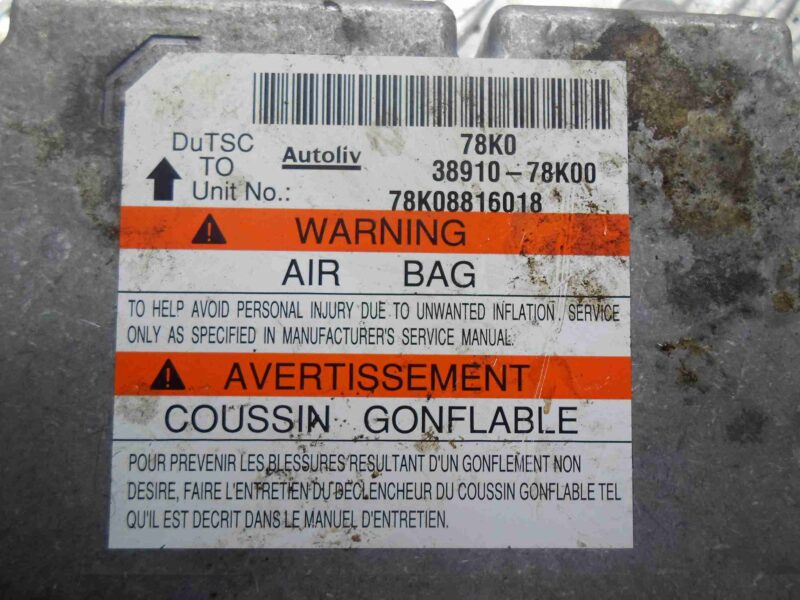 DuTSC
TO
Unit No.:
Autoliv
78K0
38910-78K00
78K08816018
WARNING
AIR BAG
TO HELP AVOID PERSONAL INJURY DUE TO UNWANTED INFLATION. SERVICE
ONLY AS SPECIFIED IN MANUFACTURER'S SERVICE MANUAL.
AVERTISSEMENT
COUSSIN GONFLABLE
POUR PREVENIR LES BLESSURES RESULTANT D'UN GONFLEMENT NON
DESIRE, FAIRE L'ENTRETIEN DU DECLENCHEUR DU COUSSIN GONFLABLE TEL
QU'IL EST DECRIT DANS LE MANUEL D'ENTRETIEN.